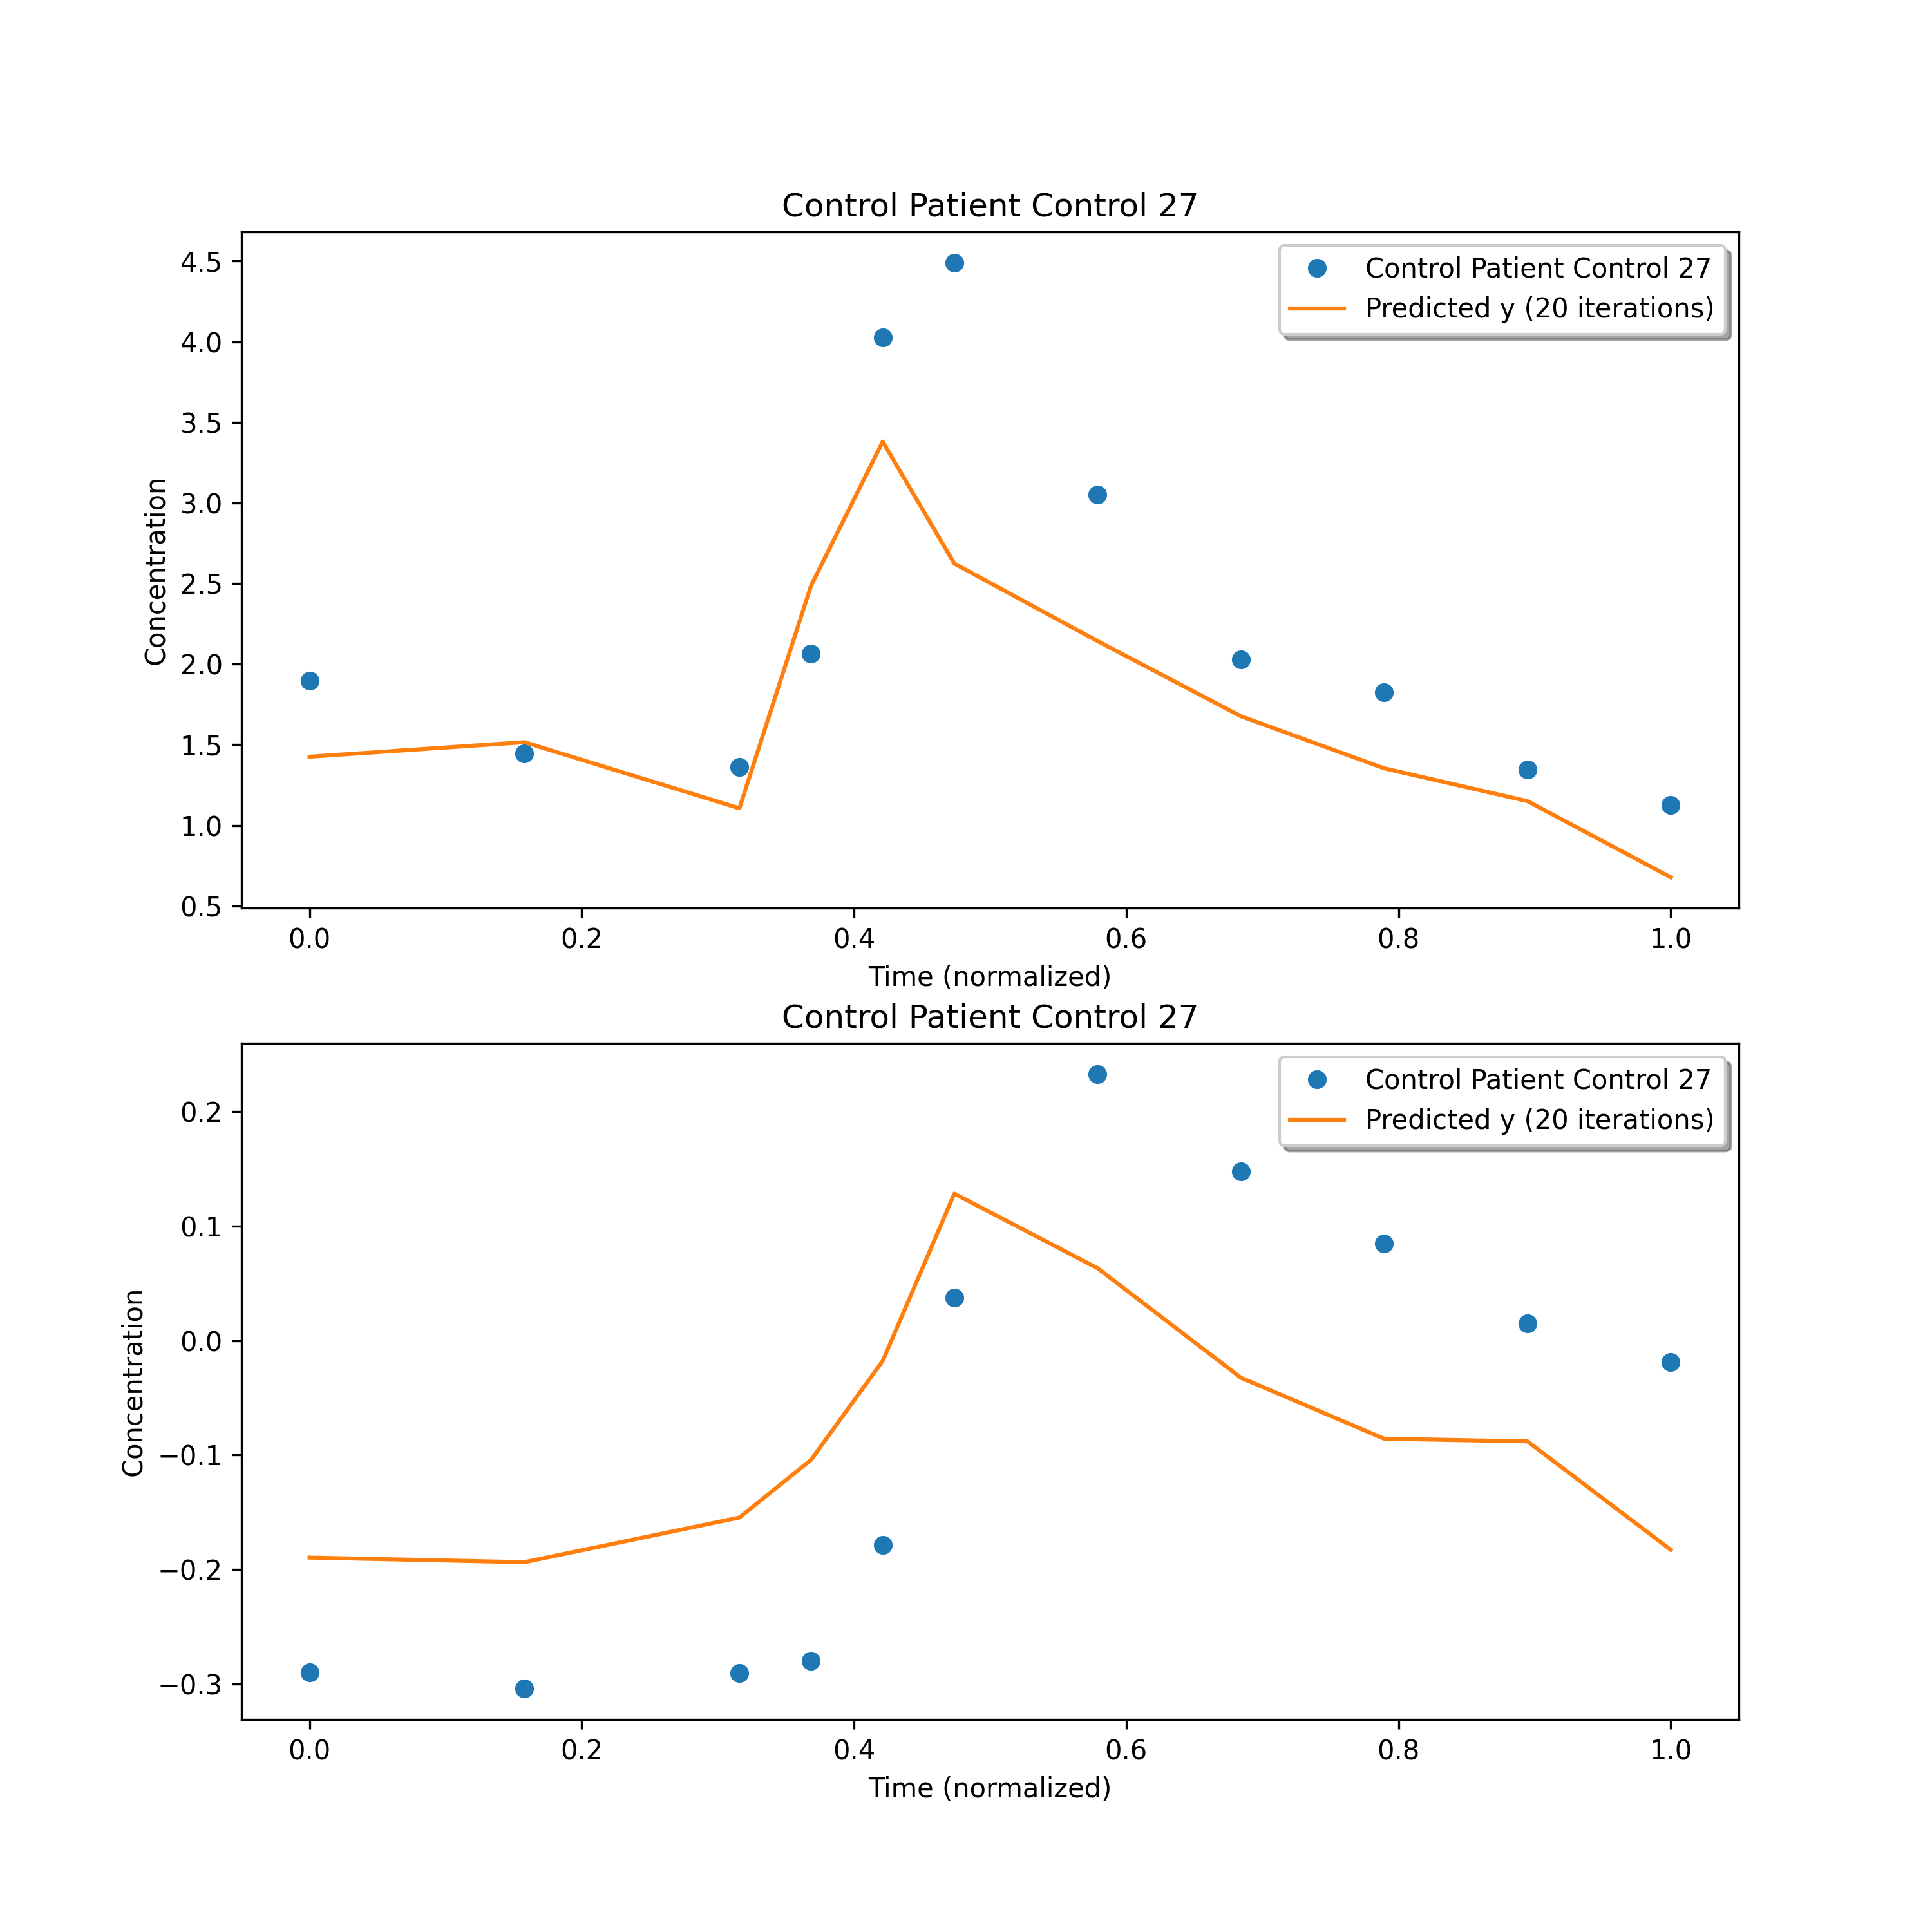 Control Patient Control 27
Control Patient Control 27
Predicted y (20 iterations)
4.5
4.0
3.5
3.0
2.5
2.0
1.5
1.0
0.5
Concentration
0.0 0.2 0.4 0.6 0.8 1.0
Time (normalized)
Control Patient Control 27
Control Patient Control 27
Predicted y (20 iterations)
0.2
0.1
0.0
−0.1
−0.2
−0.3
Concentration
0.0 0.2 0.4 0.6 0.8 1.0
Time (normalized)